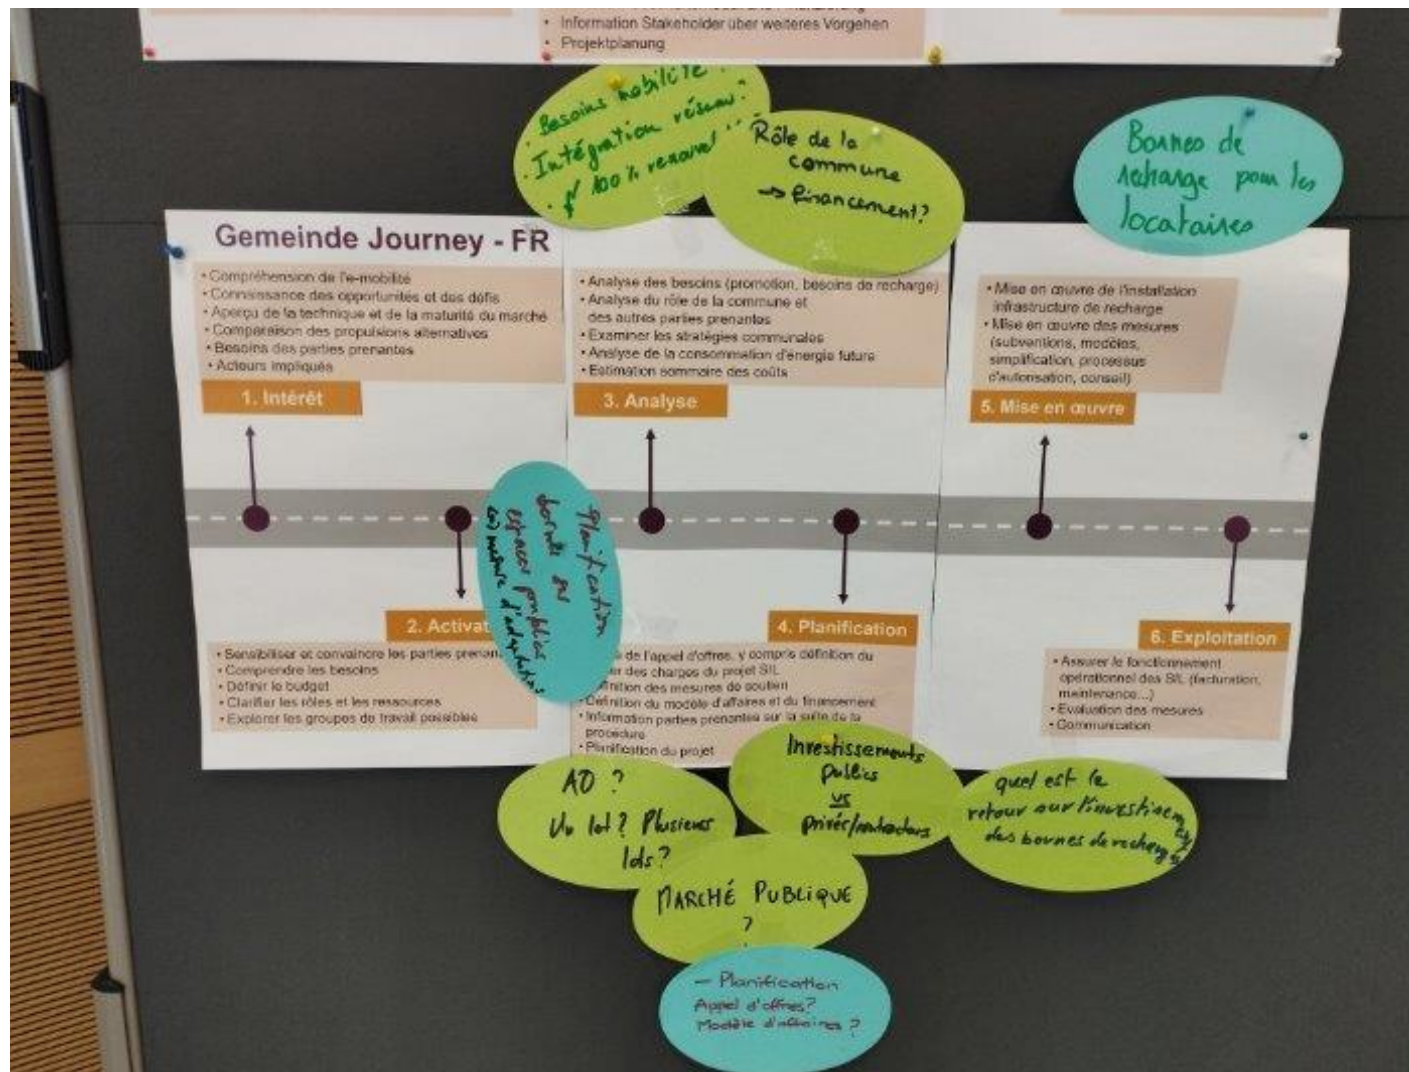 • Information Stakeholder über weiteres Vorgehen
• Projektplanung
Besoins mobilité
• Intégration réseau?
100% renouvel
Rôle de la
commune
→ financement?
Bornes de
recharge pour les
locataires
Gemeinde Journey - FR
• Compréhension de l'e-mobilité
• Connaissance des opportunités et des défis
• Aperçu de la technique et de la maturité du marché
• Comparaison des propulsions alternatives
• Besoins des parties prenantes
• Acteurs impliqués
1. Intérêt
• Analyse des besoins (promotion, besoins de recharge)
• Analyse du rôle de la commune et
des autres parties prenantes
• Examiner les stratégies communales
• Analyse de la consommation d'énergie future
• Estimation sommaire des coûts
3. Analyse
• Mise en œuvre de l'installation
infrastructure de recharge
• Mise en œuvre des mesures
(subventions, modèles,
simplification, processus
d'autorisation, conseil)
5. Mise en œuvre
Planification
borne sur
espaces publics
mesure d'adaptation
2. Activat
• Sensibiliser et convaincre les parties prenan
• Comprendre les besoins
• Définir le budget
• Clarifier les rôles et les ressources
• Explorer les groupes de travail possibles
4. Planification
de l'appel d'offres, y compris définition du
des charges du projet SIL
finition des mesures de soutien
• Définition du modèle d'affaires et du financement
• Information parties prenantes sur la suite de la
procédure
• Planification du projet
6. Exploitation
• Assurer le fonctionnement
opérationnel des SIL (facturation,
maintenance...)
• Evaluation des mesures
• Communication
AO ?
Un lot? Plusieurs
lots?
Investissements
publics
vs
privés/contractors
quel est le
retour sur l'investissement
des bornes de recharge
MARCHÉ PUBLIQUE
?
- Planification
Appel d'offres?
Modèle d'affaires ?